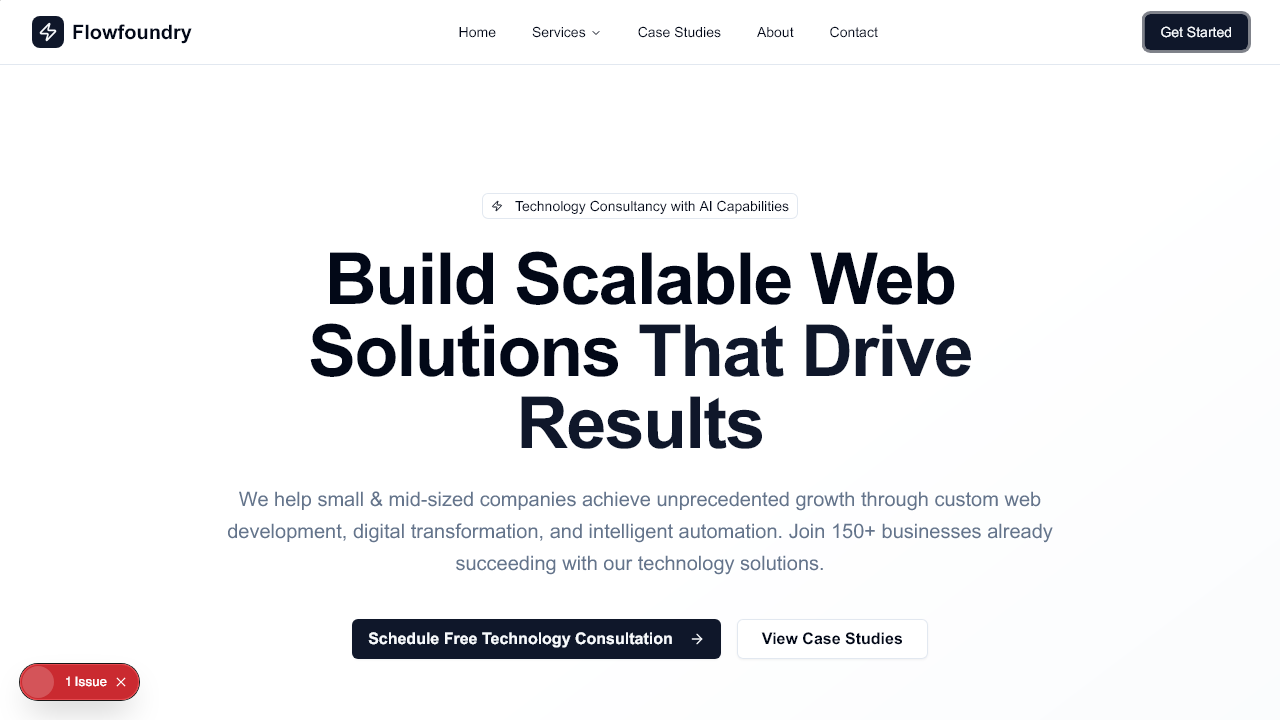 Flowfoundry
Home
Services
Case Studies
About
Contact
Get Started
Technology Consultancy with AI Capabilities
Build Scalable Web
Solutions That Drive
Results
We help small & mid-sized companies achieve unprecedented growth through custom web
development, digital transformation, and intelligent automation. Join 150+ businesses already
succeeding with our technology solutions.
Schedule Free Technology Consultation
View Case Studies
1 Issue